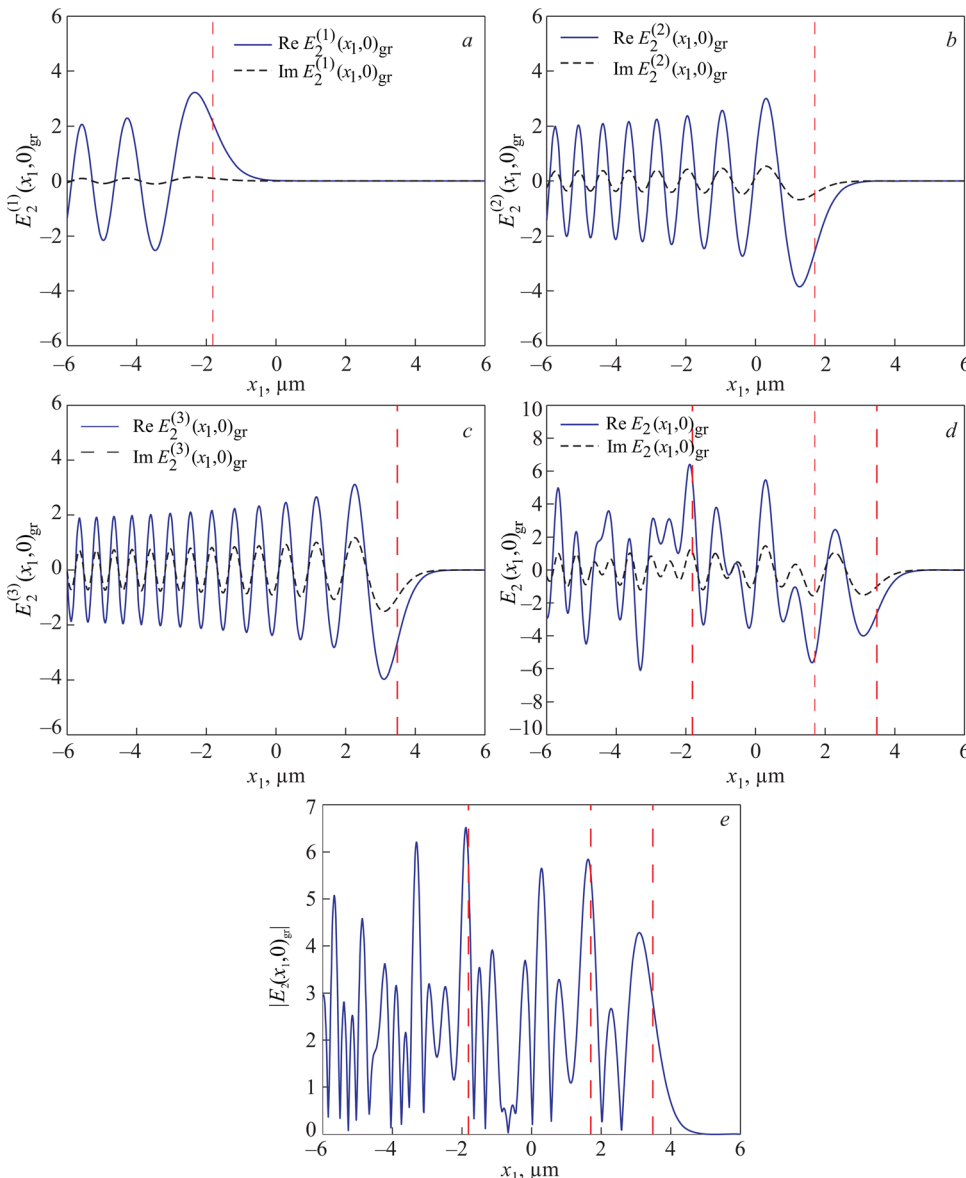 a
Re E₂⁽¹⁾(x₁,0)gr
Im E₂⁽¹⁾(x₁,0)gr
E₂⁽¹⁾(x₁,0)gr
6
4
2
0
–2
–4
–6
–6 –4 –2 0 2 4 6
x₁, μm
b
Re E₂⁽²⁾(x₁,0)gr
Im E₂⁽²⁾(x₁,0)gr
E₂⁽²⁾(x₁,0)gr
6
4
2
0
–2
–4
–6
–6 –4 –2 0 2 4 6
x₁, μm
c
Re E₂⁽³⁾(x₁,0)gr
Im E₂⁽³⁾(x₁,0)gr
E₂⁽³⁾(x₁,0)gr
6
4
2
0
–2
–4
–6
–6 –4 –2 0 2 4 6
x₁, μm
d
Re E₂(x₁,0)gr
Im E₂(x₁,0)gr
E₂(x₁,0)gr
10
8
6
4
2
0
–2
–4
–6
–8
–10
–6 –4 –2 0 2 4 6
x₁, μm
e
|E₂(x₁,0)gr|
7
6
5
4
3
2
1
0
–6 –4 –2 0 2 4 6
x₁, μm